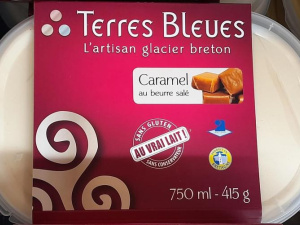 Terres Bleues
L'artisan glacier breton
Caramel
au beurre salé
SANS GLUTEN
AU VRAI LAIT !
SANS CONSERVATEUR
750 ml - 415 g